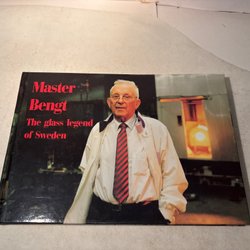 Master
Bengt
The glass legend
of Sweden